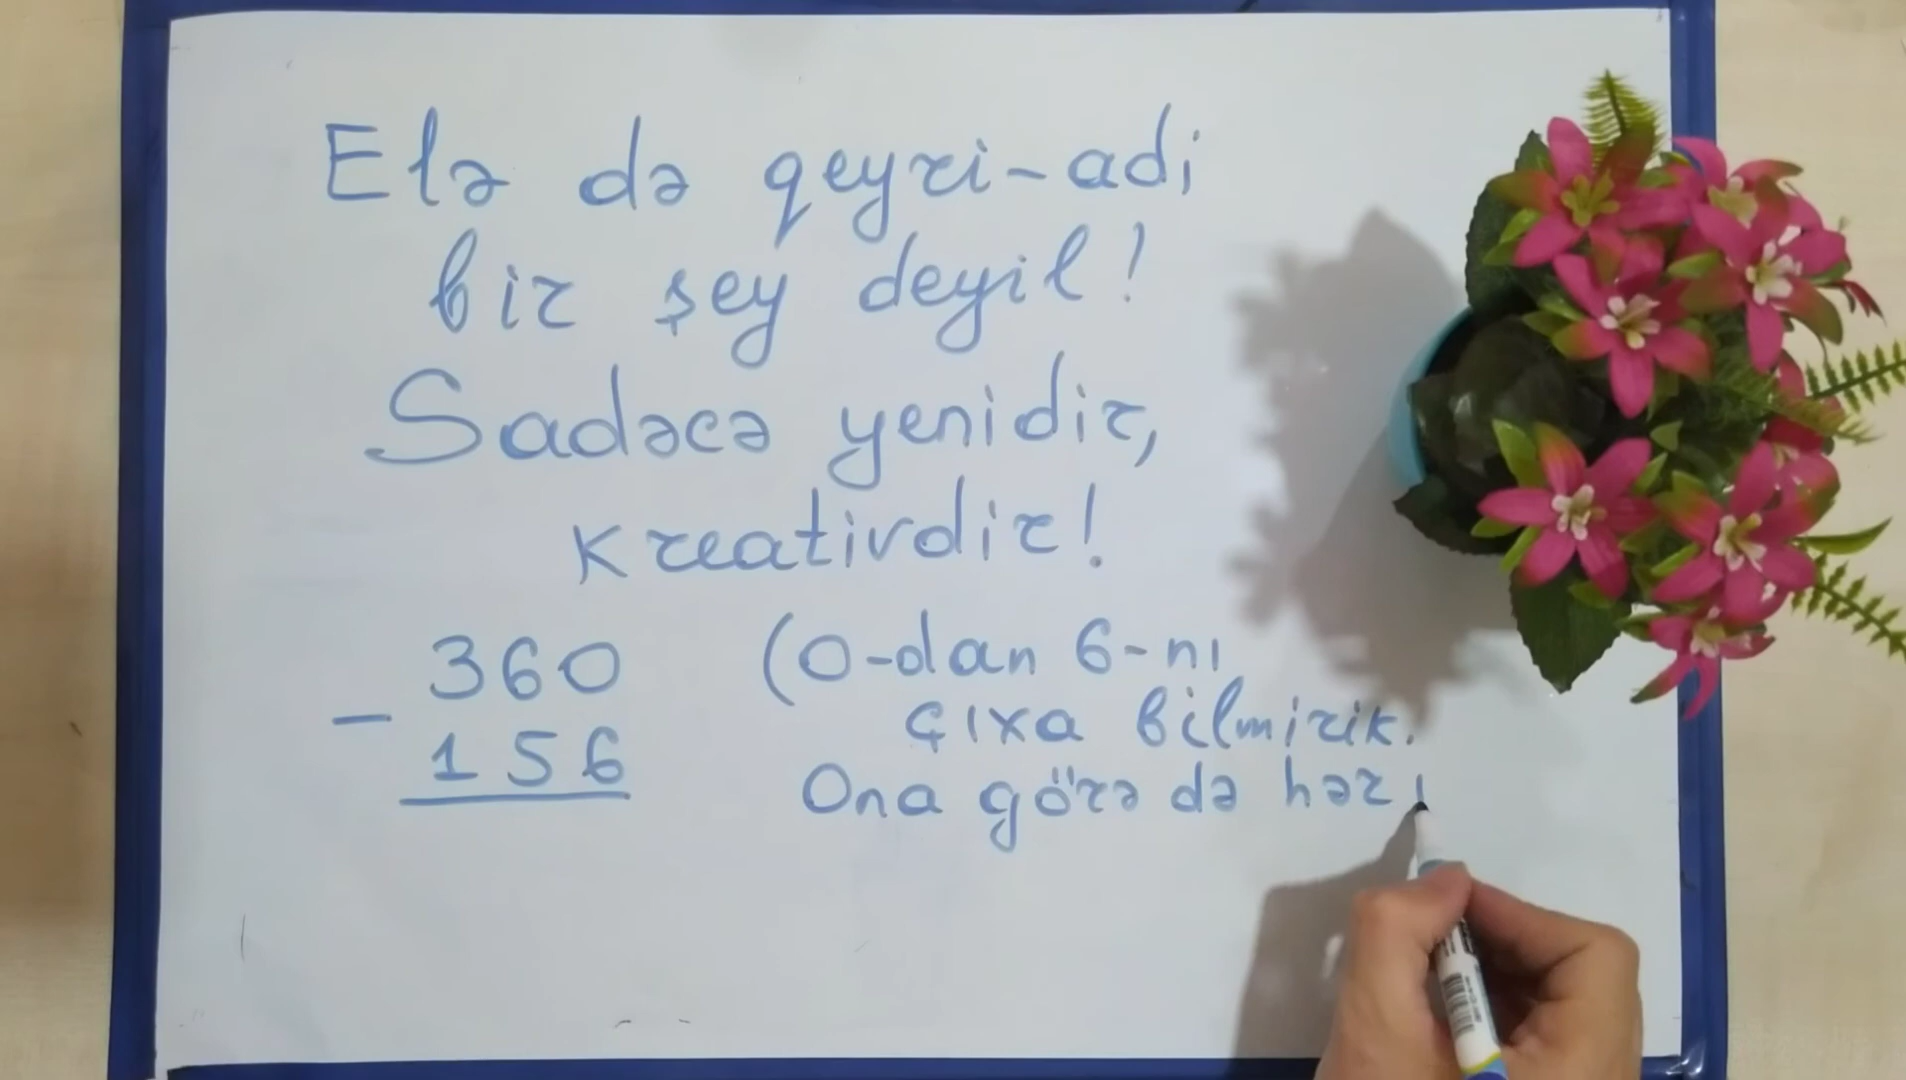 Elə də qeyri-adi
bir şey deyil!
Sadəcə yenidir,
kreativdir!
360
– 156
(0-dan 6-nı
çıxa bilmirik.
Ona görə də hər